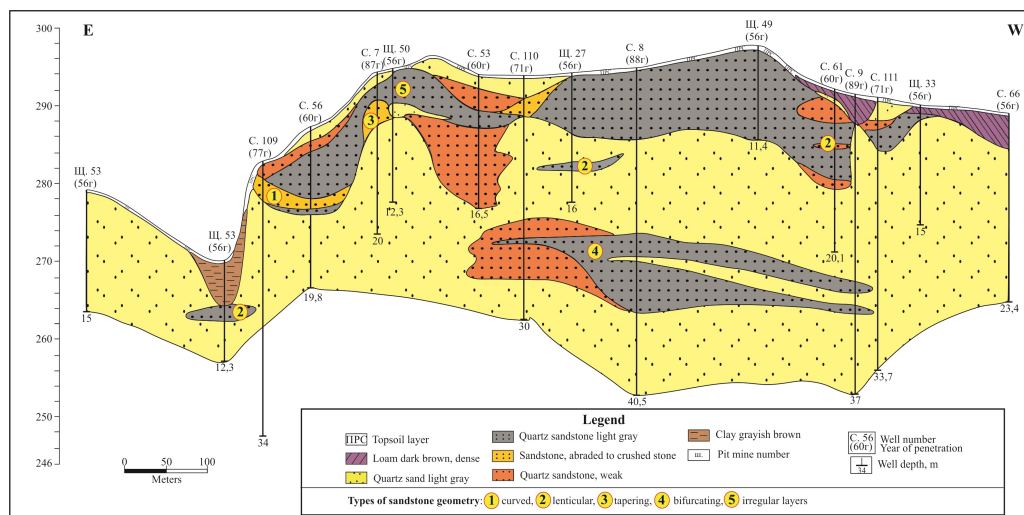 300
290
280
270
260
250
246
E
W
Щ. 53
(56г)
15
Щ. 53
(56г)
12,3
С. 109
(77г)
34
С. 56
(60г)
19,8
С. 7
(87г)
20
Щ. 50
(56г)
12,3
С. 53
(60г)
16,5
С. 110
(71г)
30
Щ. 27
(56г)
16
С. 8
(88г)
40,5
Щ. 49
(56г)
11,4
С. 61
(60г)
20,1
С. 9
(89г)
37
С. 111
(71г)
33,7
Щ. 33
(56г)
15
С. 66
(56г)
23,4
1
2
3
5
2
4
2
100 50 0 100
Meters
Legend
ПРС Topsoil layer
Loam dark brown, dense
Quartz sand light gray
Quartz sandstone light gray
Sandstone, abraded to crushed stone
Quartz sandstone, weak
Clay grayish brown
Щ. Pit mine number
С. 56
(60г)
Well number
Year of penetration
34 Well depth, m
Types of sandstone geometry: 1 curved, 2 lenticular, 3 tapering, 4 bifurcating, 5 irregular layers